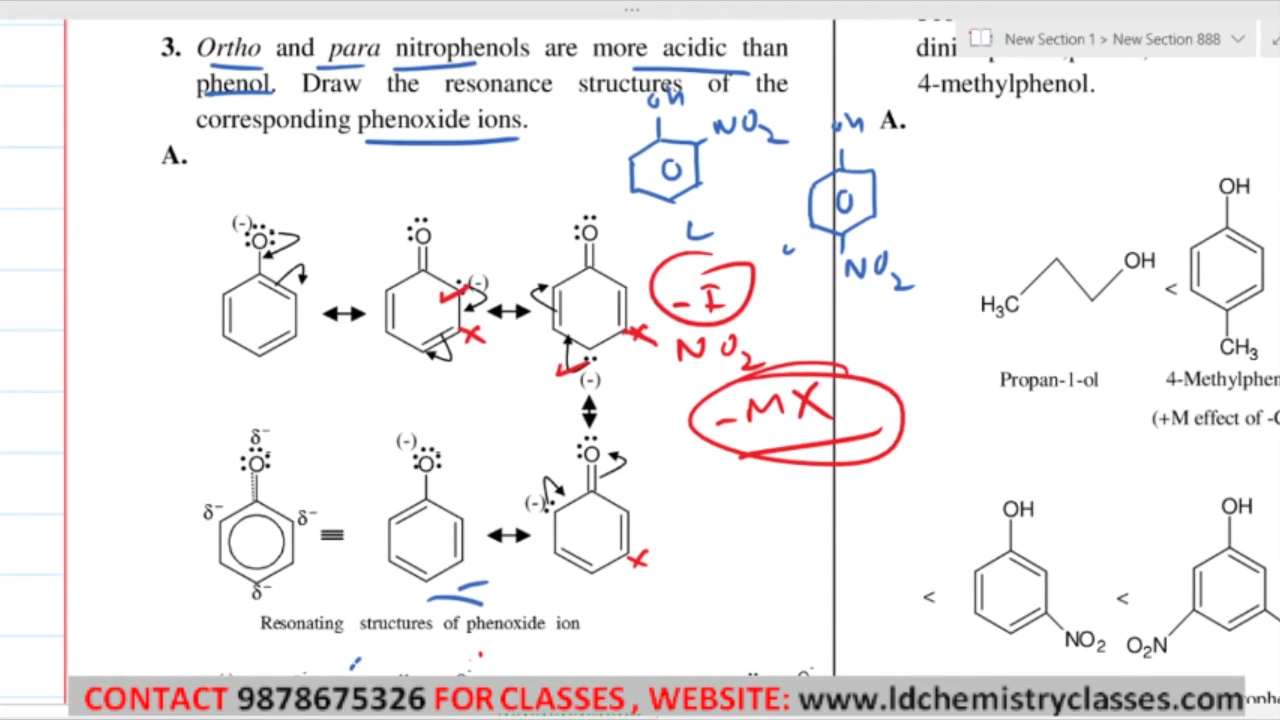 New Section 1 > New Section 888
3. Ortho and para nitrophenols are more acidic than
phenol. Draw the resonance structures of the
corresponding phenoxide ions.
A.
OH
NO2
OH
NO2
-I
NO2
-M X
(-)
:O:
:O
(-)
:O
(-)
δ–
:O:
δ–
δ–
δ–
(-)
:O:
:O
(-)
Resonating structures of phenoxide ion
4-methylphenol.
A.
H3C
OH
<
OH
CH3
Propan-1-ol
(+M effect of
<
OH
NO2
<
OH
O2N
CONTACT 9878675326 FOR CLASSES , WEBSITE: www.ldchemistryclasses.com